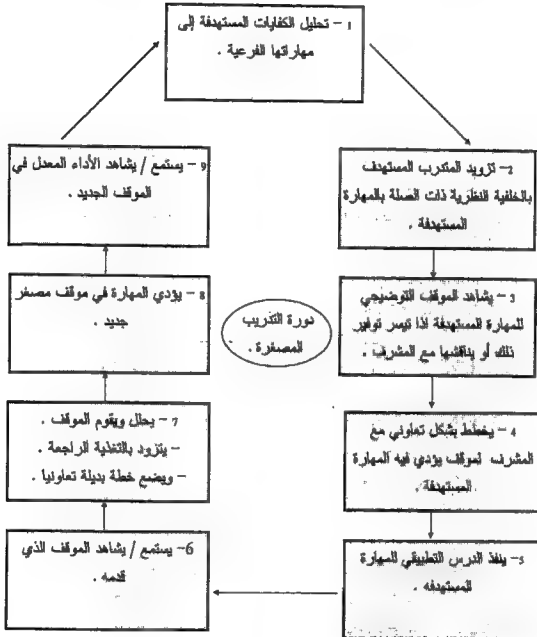 1 – تحليل الكفايات المستهدفة إلى
مهاراتها الفرعية .
2– تزويد المتدرب المستهدف
بالخلفية النظرية ذات الصلة بالمهارة
المستهدفة .
3 – يشاهد الموقف التوضيحي
للمهارة المستهدفة اذا تيسر توفير
ذلك أو يناقشها مع المشرف .
4 – يخطط بشكل تعاوني مع
المشرف لموقف يؤدي فيه المهارة
المستهدفة .
5– ينفذ الدرس التطبيقي للمهارة
المستهدفه .
6– يستمع / يشاهد الموقف الذي
قدمه .
7 – يحلل ويقوم الموقف .
– يتزود بالتغذية الراجعة .
– ويضع خطة بديلة تعاونيا .
8 – يؤدي المهارة في موقف مصغر
جديد .
9 – يستمع / يشاهد الأداء المعدل في
الموقف الجديد .
دورة التدريب
المصغرة .